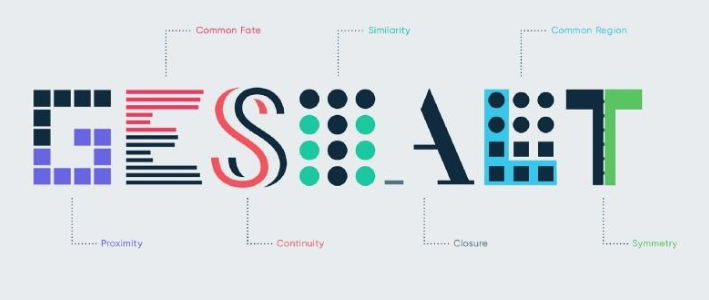 Common Fate
Similarity
Common Region
GESTALT
Proximity
Continuity
Closure
Symmetry